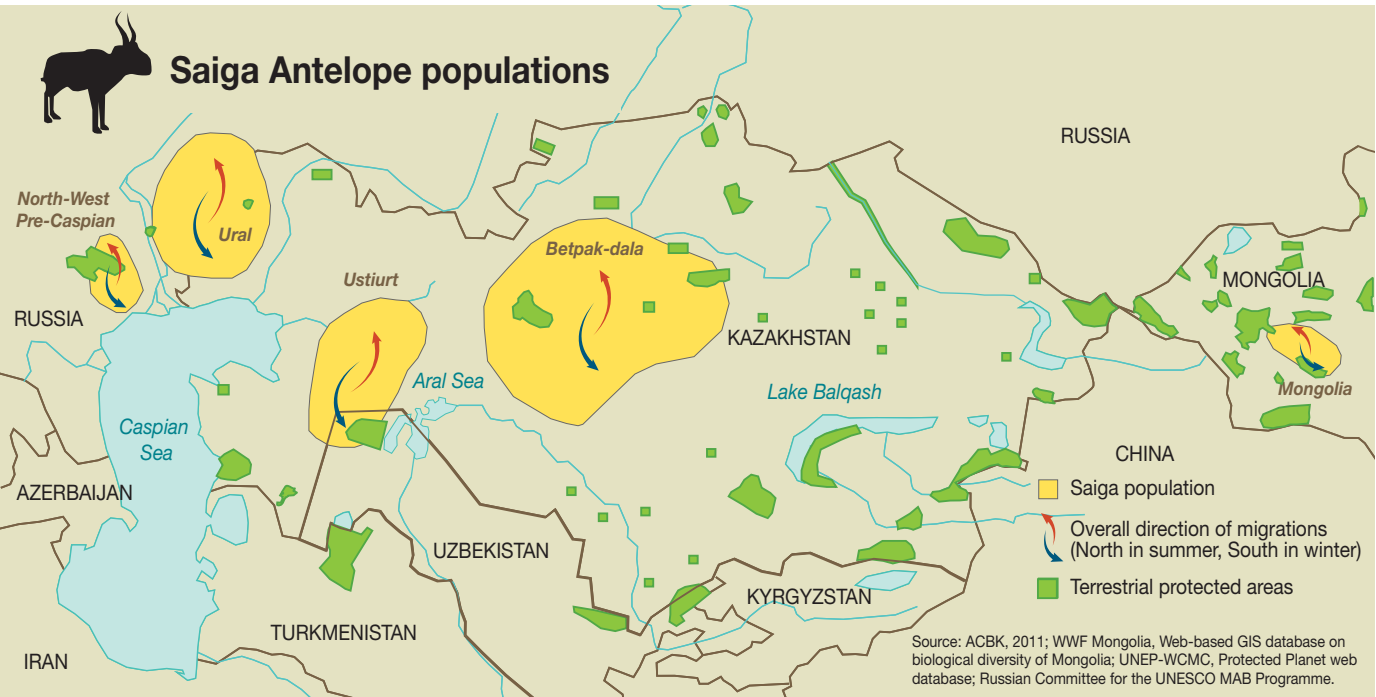 Saiga Antelope populations
RUSSIA
North-West
Pre-Caspian
Ural
Betpak-dala
Ustiurt
MONGOLIA
RUSSIA
KAZAKHSTAN
Aral Sea
Lake Balqash
Mongolia
Caspian
Sea
CHINA
AZERBAIJAN
Saiga population
Overall direction of migrations
(North in summer, South in winter)
UZBEKISTAN
Terrestrial protected areas
KYRGYZSTAN
TURKMENISTAN
IRAN
Source: ACBK, 2011; WWF Mongolia, Web-based GIS database on
biological diversity of Mongolia; UNEP-WCMC, Protected Planet web
database; Russian Committee for the UNESCO MAB Programme.